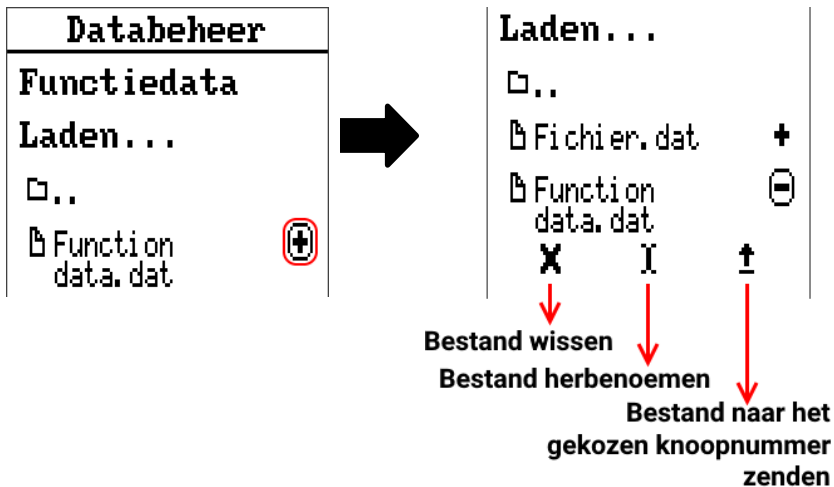 Databeheer
Functiedata
Laden...
..
Function
data.dat
Laden...
..
Fichier.dat
Function
data.dat
Bestand wissen
Bestand herbenoemen
Bestand naar het
gekozen knoopnummer
zenden